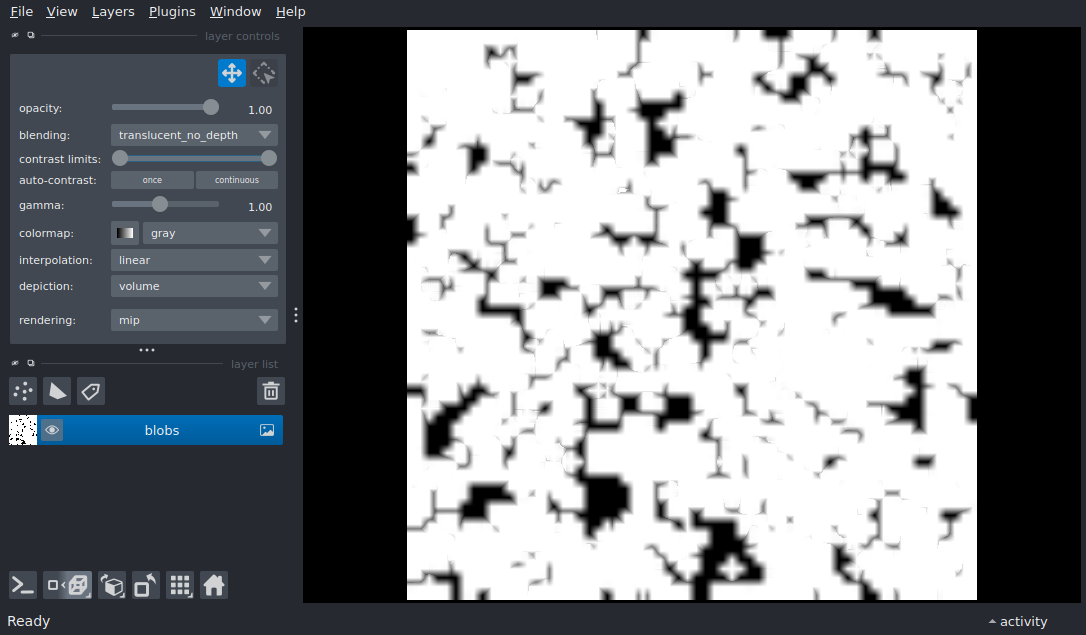 File View Layers Plugins Window Help
layer controls
opacity: 1.00
blending: translucent_no_depth
contrast limits:
auto-contrast: once continuous
gamma: 1.00
colormap: gray
interpolation: linear
depiction: volume
rendering: mip
layer list
blobs
Ready activity